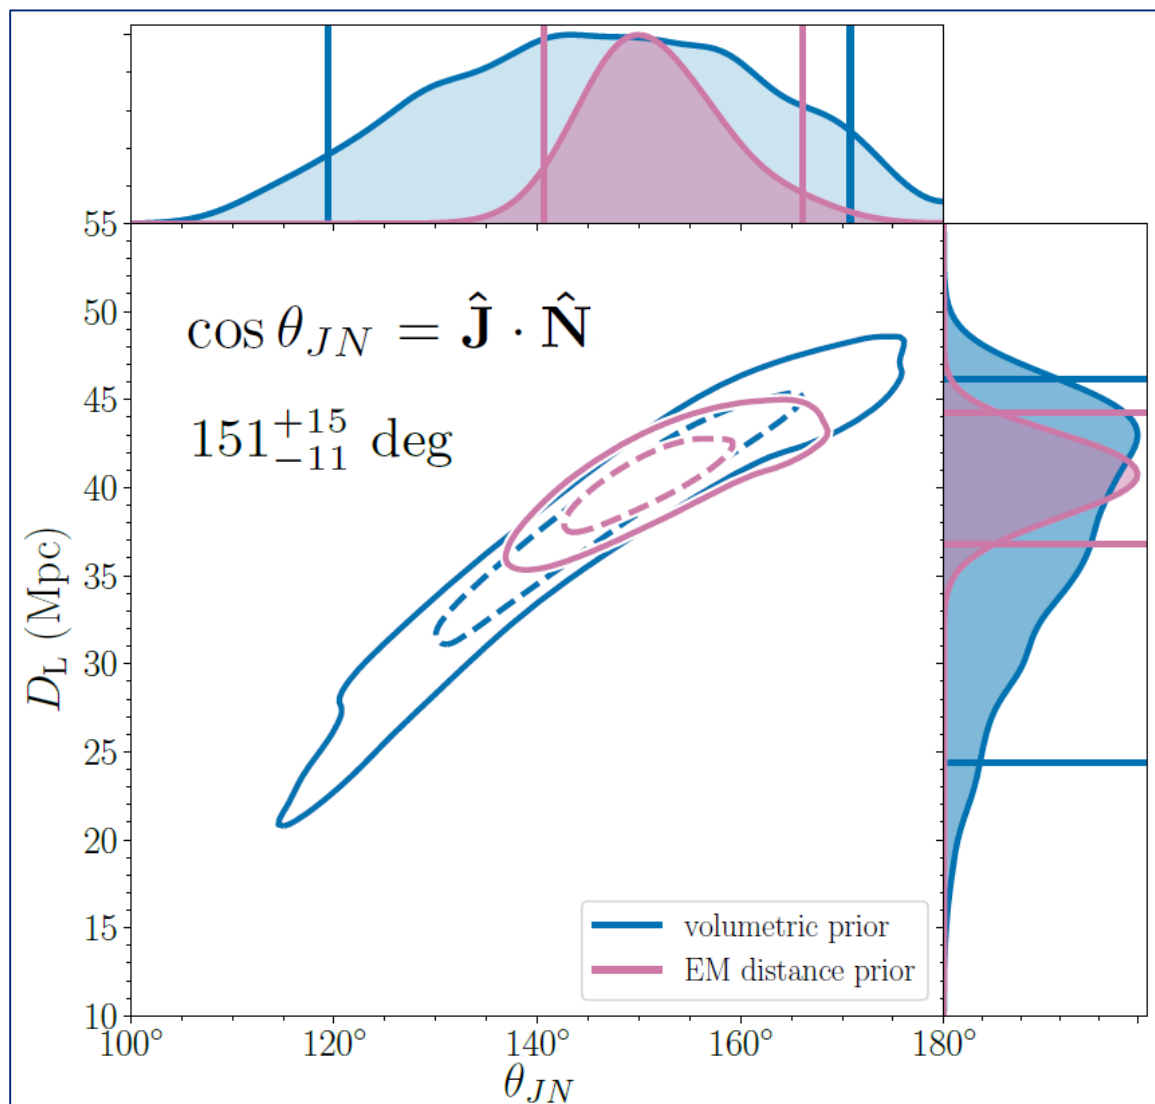 55
50
cos θ_JN = Ĵ · N̂
45
151^{+15}_{-11} deg
40
35
30
25
20
15
10
D_L (Mpc)
volumetric prior
EM distance prior
100° 120° 140° 160° 180°
θ_JN